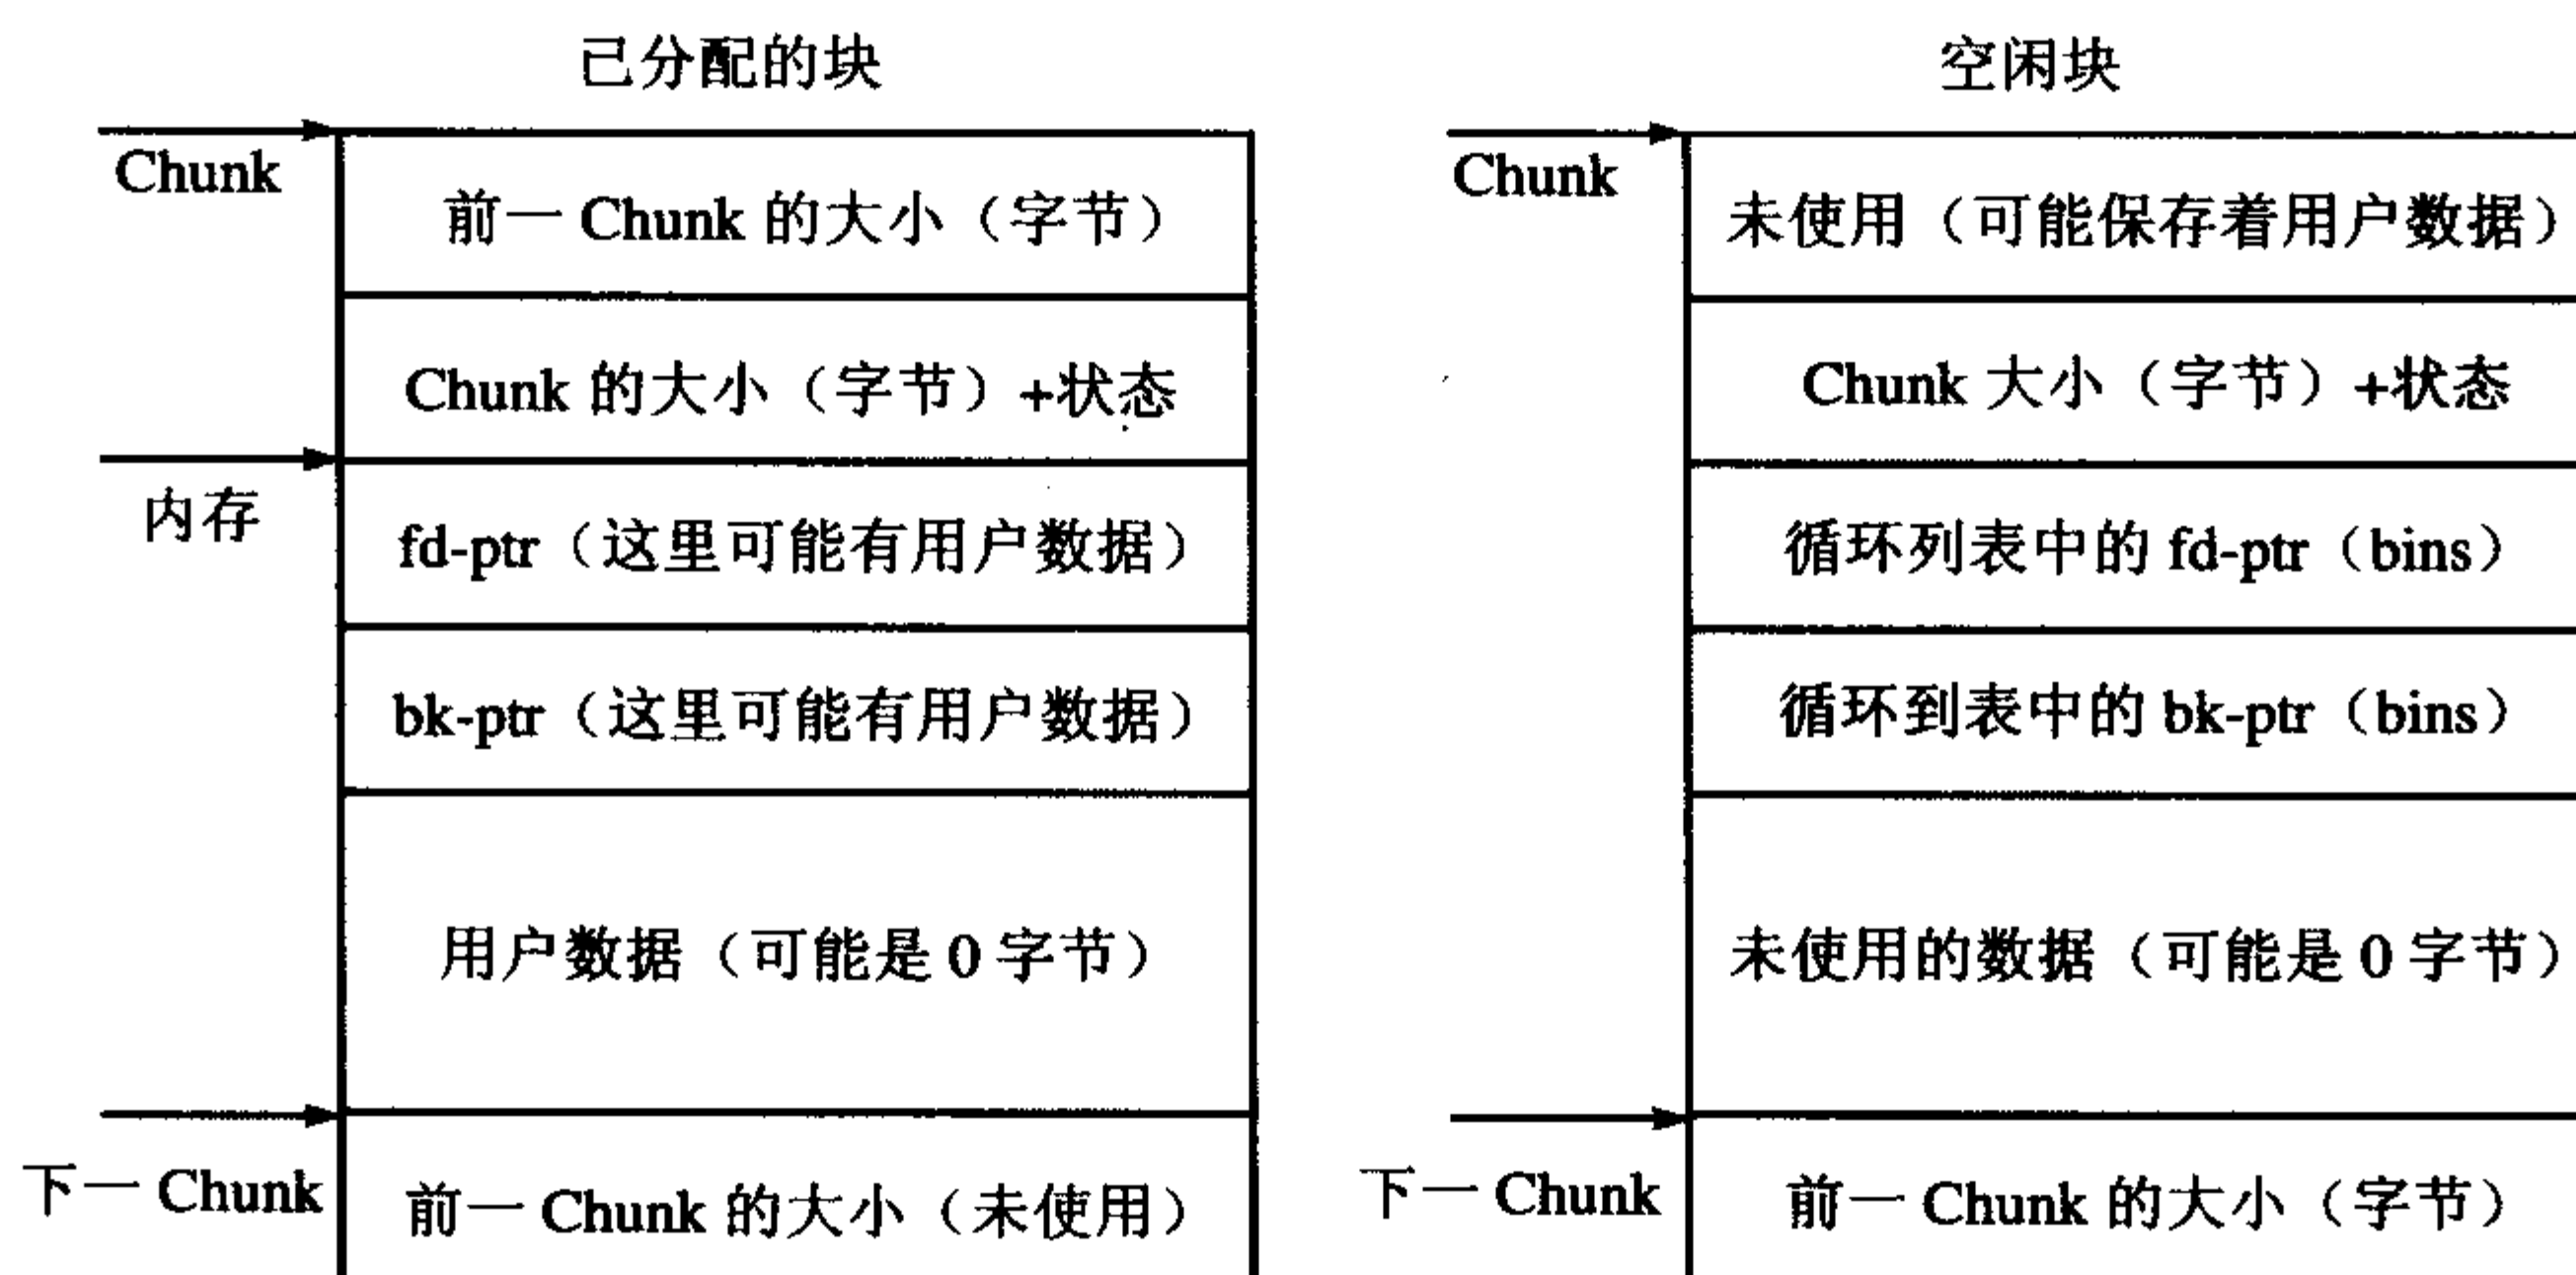 已分配的块
Chunk
前一 Chunk 的大小（字节）
Chunk 的大小（字节）+状态
内存
fd-ptr（这里可能有用户数据）
bk-ptr（这里可能有用户数据）
用户数据（可能是 0 字节）
下一 Chunk
前一 Chunk 的大小（未使用）
空闲块
Chunk
未使用（可能保存着用户数据）
Chunk 大小（字节）+状态
循环列表中的 fd-ptr（bins）
循环到表中的 bk-ptr（bins）
未使用的数据（可能是 0 字节）
下一 Chunk
前一 Chunk 的大小（字节）